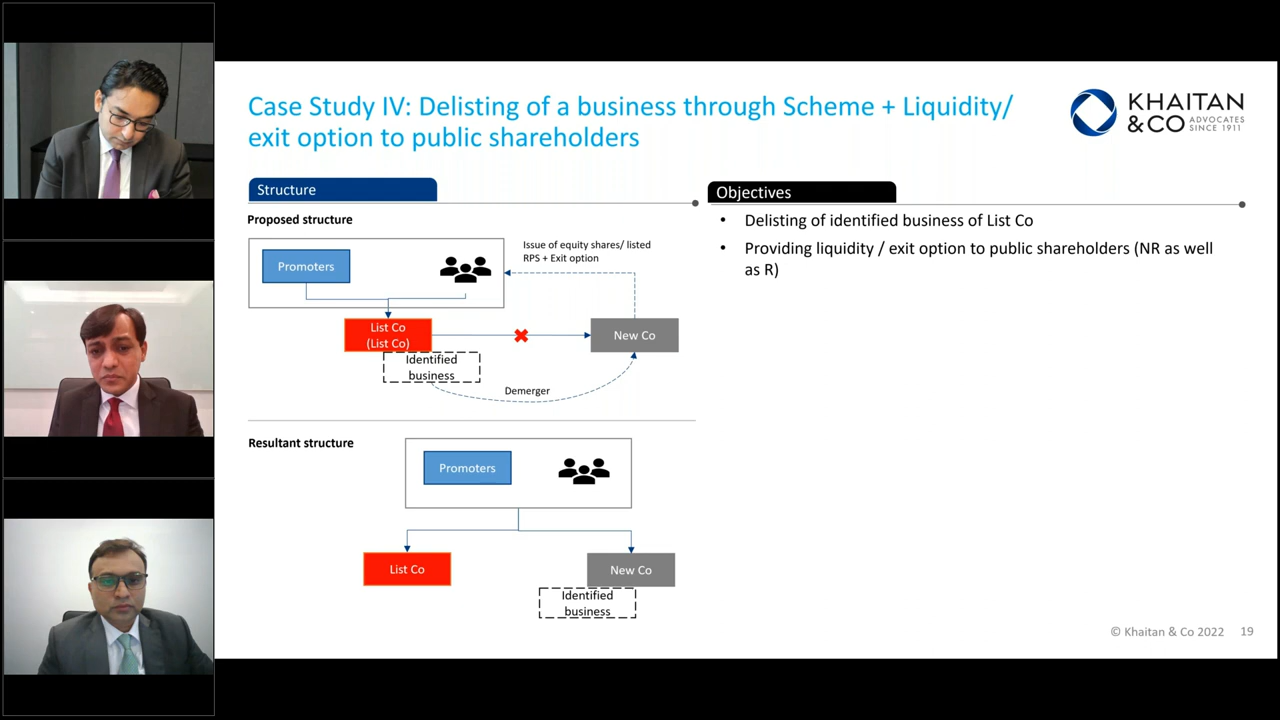 Case Study IV: Delisting of a business through Scheme + Liquidity/
exit option to public shareholders
KHAITAN
& CO ADVOCATES
SINCE 1911
Structure
Proposed structure
Promoters
Issue of equity shares/ listed
RPS + Exit option
List Co
(List Co)
New Co
Identified
business
Demerger
Resultant structure
Promoters
List Co
New Co
Identified
business
Objectives
• Delisting of identified business of List Co
• Providing liquidity / exit option to public shareholders (NR as well
as R)
© Khaitan & Co 2022 19